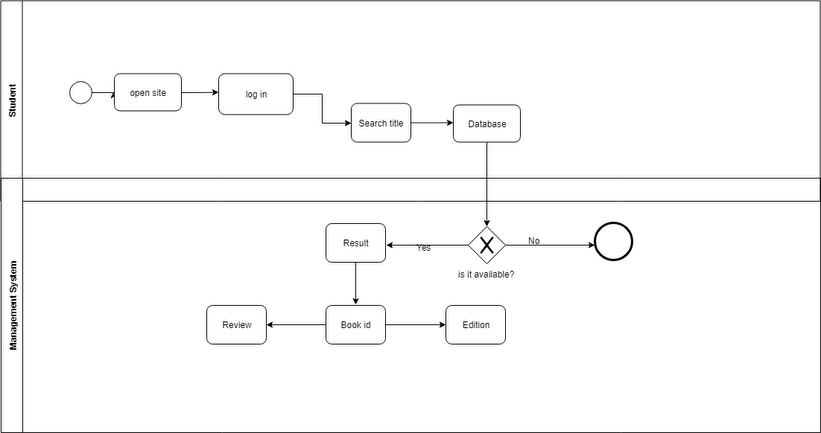 Student
open site
log in
Search title
Database
Management System
Result
Yes
No
is it available?
Review
Book id
Edition